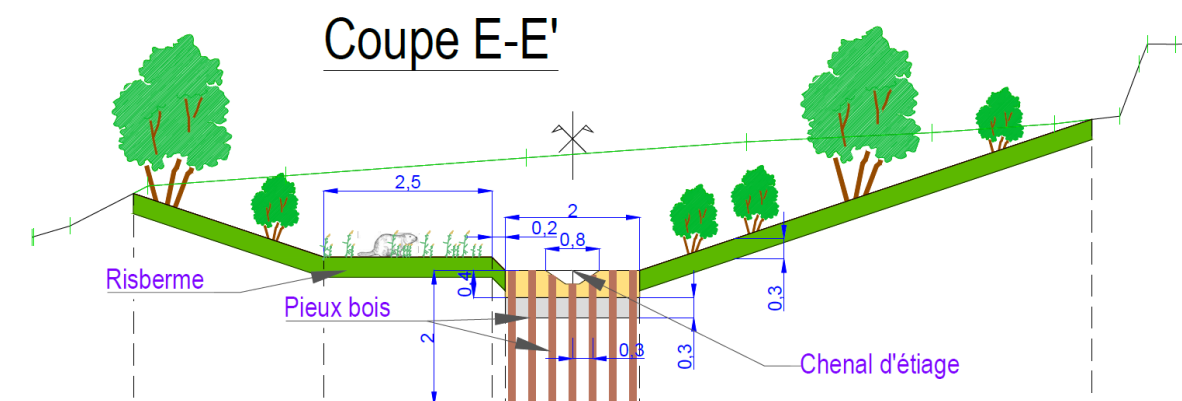 Coupe E-E'
2,5
2
0,2
0,8
Risberme
0,4
0,3
Pieux bois
2
0,3
0,3
Chenal d'étiage